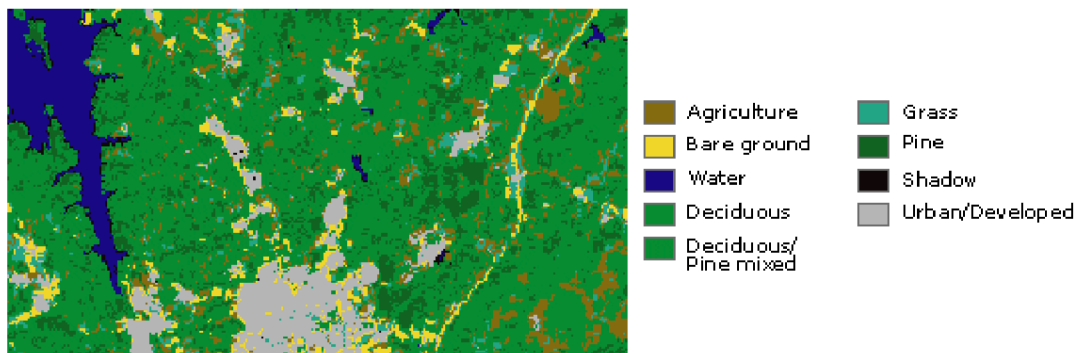 Agriculture
Bare ground
Water
Deciduous
Deciduous/
Pine mixed
Grass
Pine
Shadow
Urban/Developed